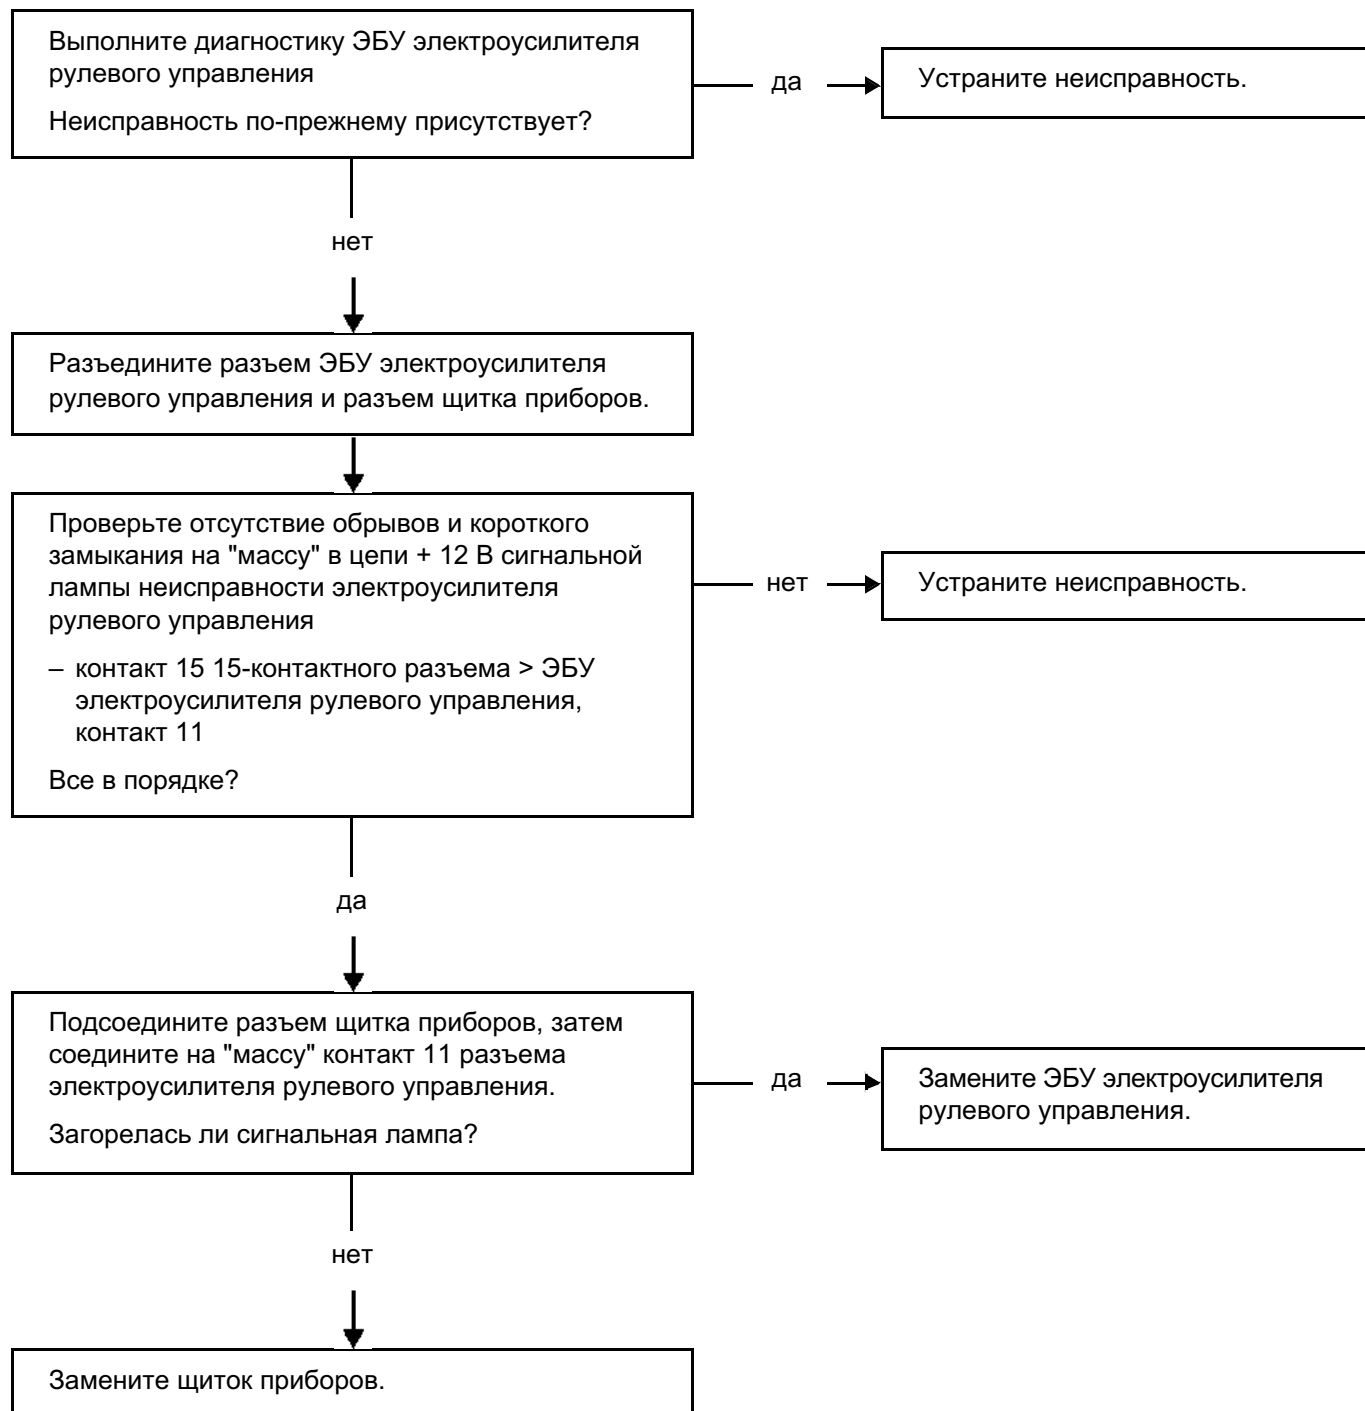 Выполните диагностику ЭБУ электроусилителя
рулевого управления
Неисправность по-прежнему присутствует?
да
Устраните неисправность.
нет
Разъедините разъем ЭБУ электроусилителя
рулевого управления и разъем щитка приборов.
Проверьте отсутствие обрывов и короткого
замыкания на "массу" в цепи + 12 В сигнальной
лампы неисправности электроусилителя
рулевого управления
– контакт 15 15-контактного разъема > ЭБУ
электроусилителя рулевого управления,
контакт 11
Все в порядке?
нет
Устраните неисправность.
да
Подсоедините разъем щитка приборов, затем
соедините на "массу" контакт 11 разъема
электроусилителя рулевого управления.
Загорелась ли сигнальная лампа?
да
Замените ЭБУ электроусилителя
рулевого управления.
нет
Замените щиток приборов.